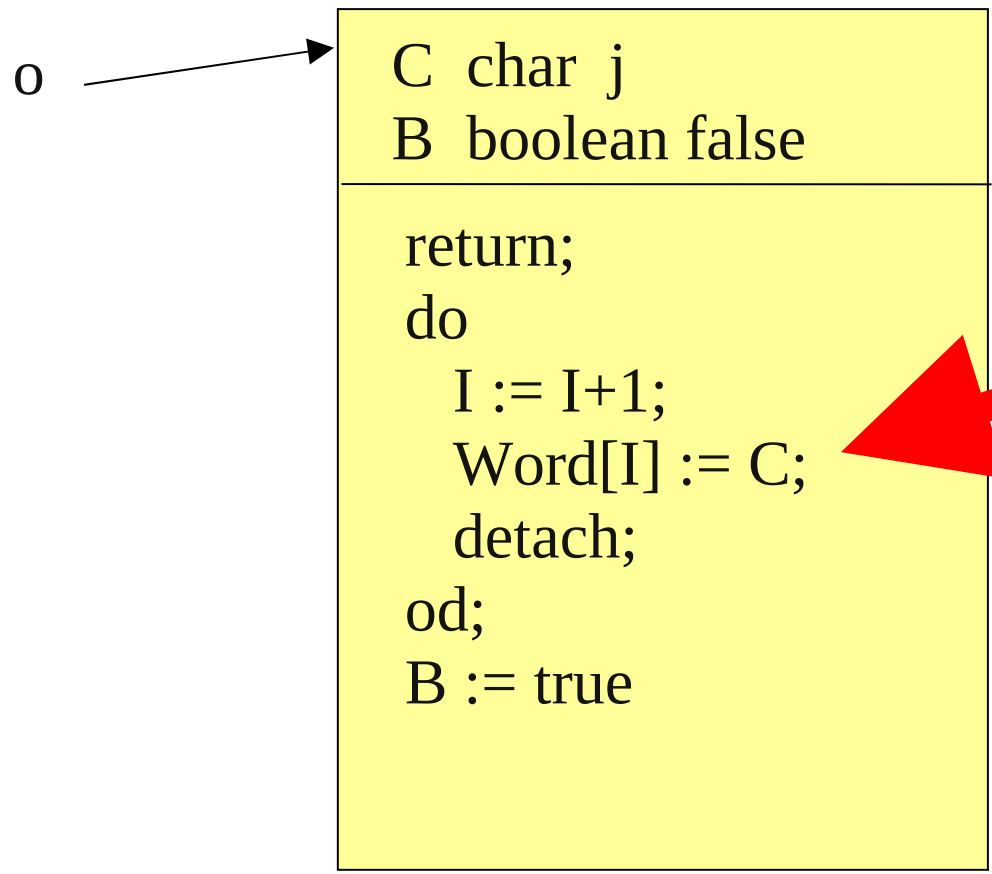 o
C char j
B boolean false
return;
do
I := I+1;
Word[I] := C;
detach;
od;
B := true